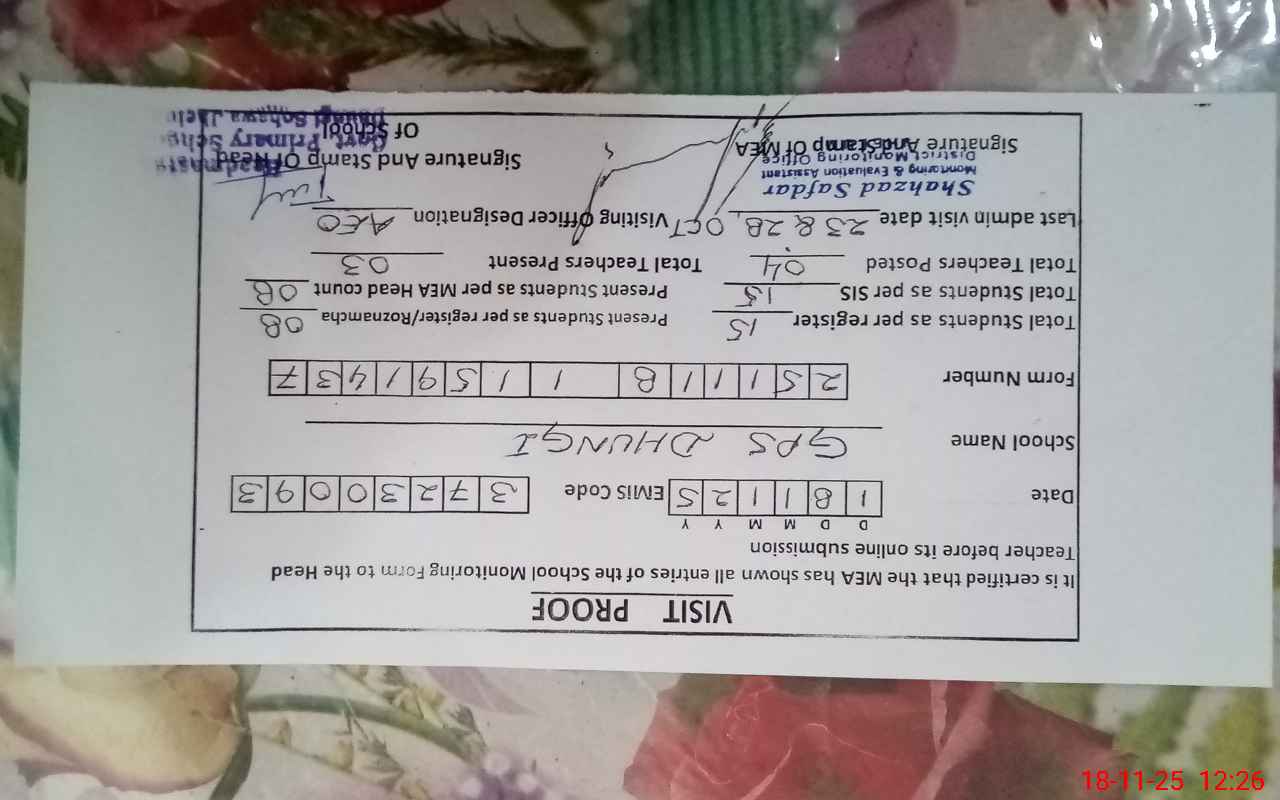 VISIT PROOF
It is certified that the MEA has shown all entries of the School Monitoring Form to the Head
Teacher before its online submission
D D M M Y Y
Date 1 8 1 1 2 5 EMIS Code 3 7 2 3 0 0 9 3
School Name GPS DHUNGI
Form Number 2 5 1 1 1 8 1 1 5 9 1 4 3 7
Total Students as per register 15 Present Students as per register/Roznamcha 08
Total Students as per SIS 15 Present Students as per MEA Head count 08
Total Teachers Posted 04 Total Teachers Present 03
Last admin visit date 23 & 28, OCT Visiting Officer Designation AEO
Shahzad Safdar
Monitoring & Evaluation Assistant
District Monitoring Office
Signature And Stamp Of MEA Signature And Stamp Of Head
Of School
Govt. Primary
Sohawa
18-11-25 12:26